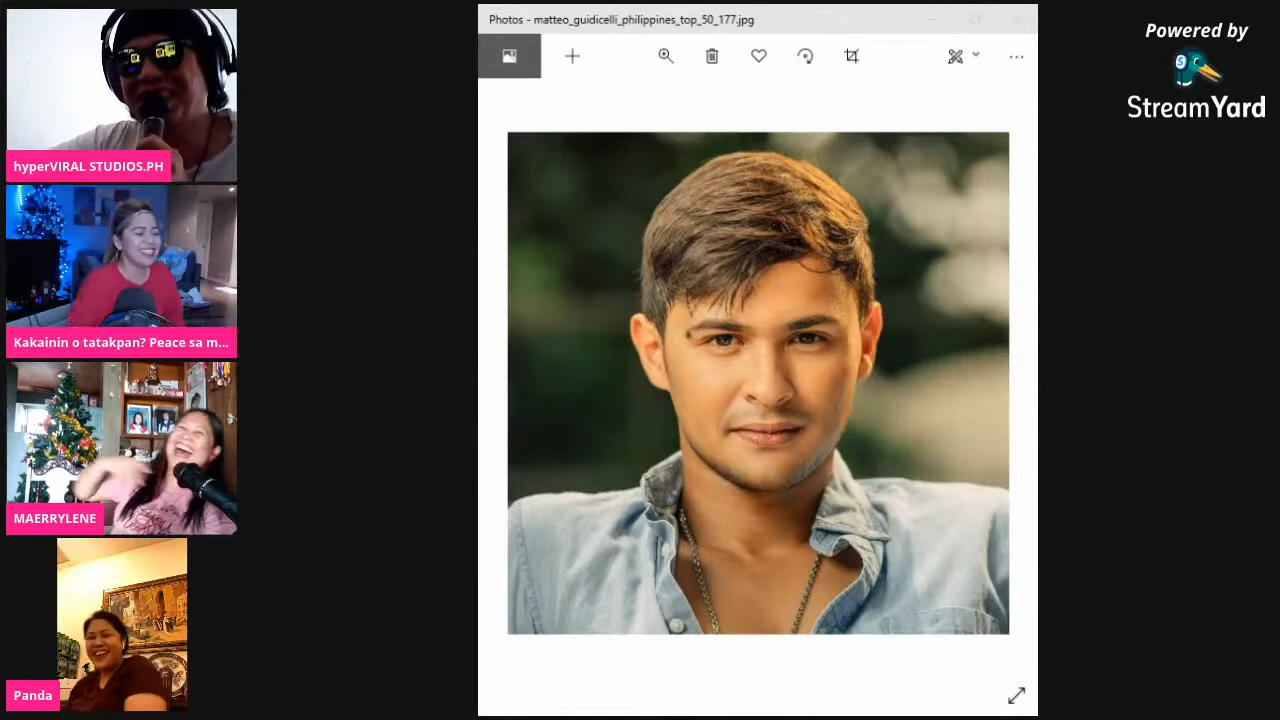 Photos - matteo_guidicelli_philippines_top_50_177.jpg
Powered by
StreamYard
hyperVIRAL STUDIOS.PH
Kakainin o tatakpan? Peace sa m...
MAERRYLENE
Panda